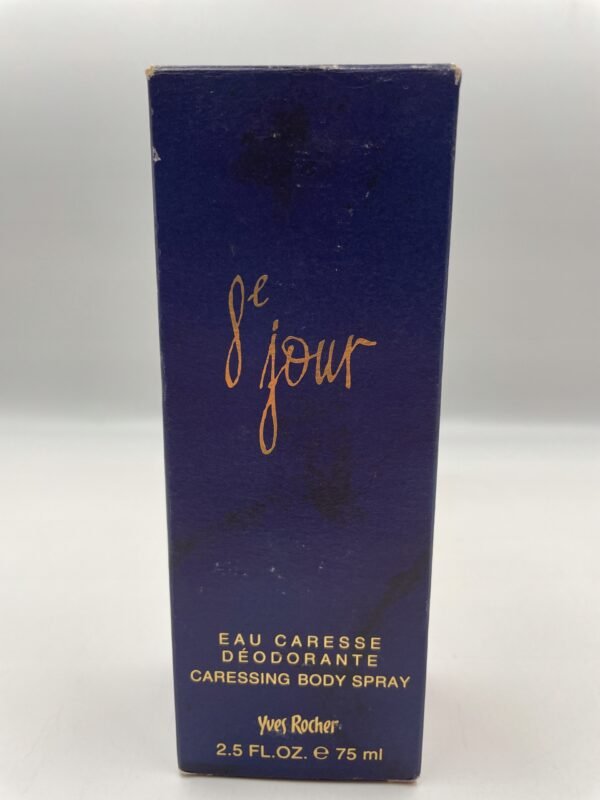 8e
jour
EAU CARESSE
DÉODORANTE
CARESSING BODY SPRAY
Yves Rocher
2.5 FL.OZ. ℮ 75 ml